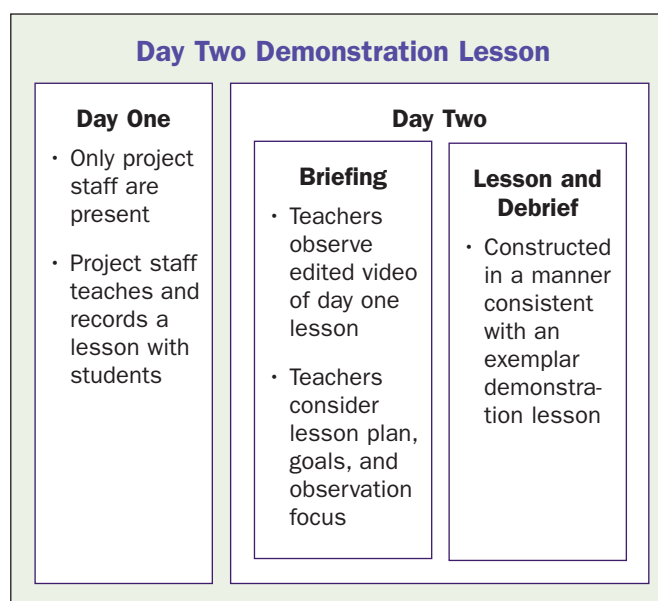 Day Two Demonstration Lesson
Day One
· Only project
staff are
present
· Project staff
teaches and
records a
lesson with
students
Day Two
Briefing
· Teachers
observe
edited video
of day one
lesson
· Teachers
consider
lesson plan,
goals, and
observation
focus
Lesson and
Debrief
· Constructed
in a manner
consistent
with an
exemplar
demonstra-
tion lesson